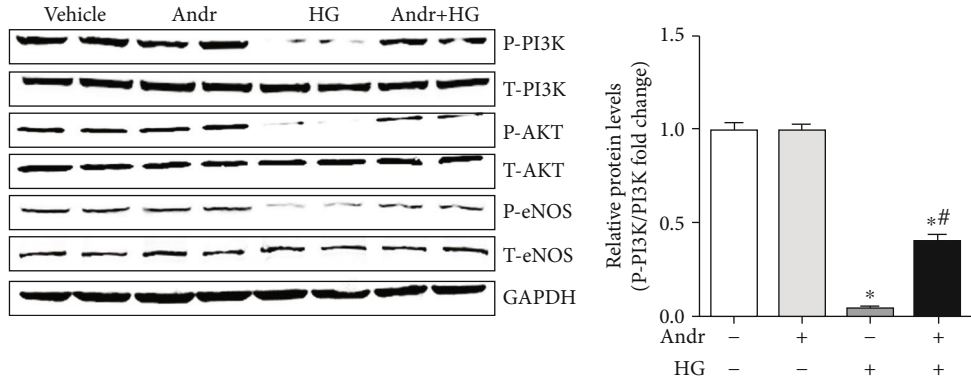 Vehicle Andr HG Andr+HG
P-PI3K
T-PI3K
P-AKT
T-AKT
P-eNOS
T-eNOS
GAPDH
Relative protein levels
(P-PI3K/PI3K fold change)
1.5
1.0
0.5
0.0
*
*#
Andr − + − +
HG − − + +